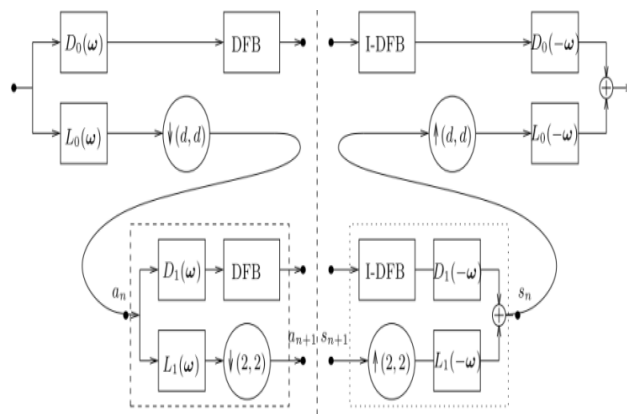 D₀(ω) DFB I-DFB D₀(−ω)
+
L₀(ω) ↓(d,d) ↑(d,d) L₀(−ω)
D₁(ω) DFB I-DFB D₁(−ω)
aₙ sₙ
+
aₙ₊₁ sₙ₊₁
L₁(ω) ↓(2,2) ↑(2,2) L₁(−ω)